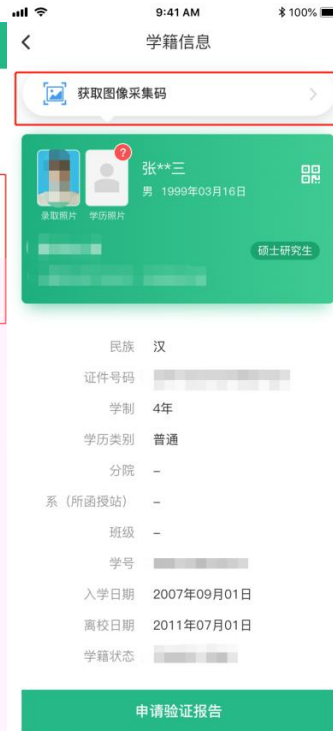 9:41 AM
100%
学籍信息
获取图像采集码
?
张**三
男 1999年03月16日
录取照片 学历照片
硕士研究生
民族 汉
证件号码
学制 4年
学历类别 普通
分院 –
系（所函授站） –
班级 –
学号
入学日期 2007年09月01日
离校日期 2011年07月01日
学籍状态
申请验证报告